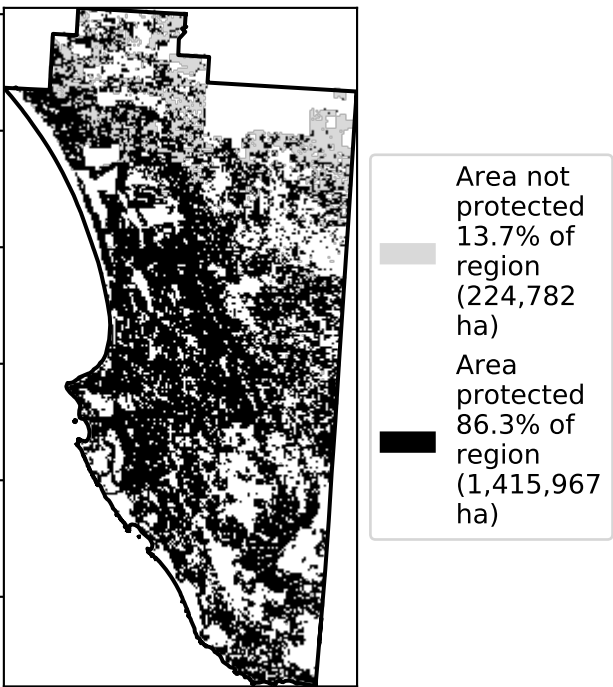 Area not
protected
13.7% of
region
(224,782
ha)
Area
protected
86.3% of
region
(1,415,967
ha)